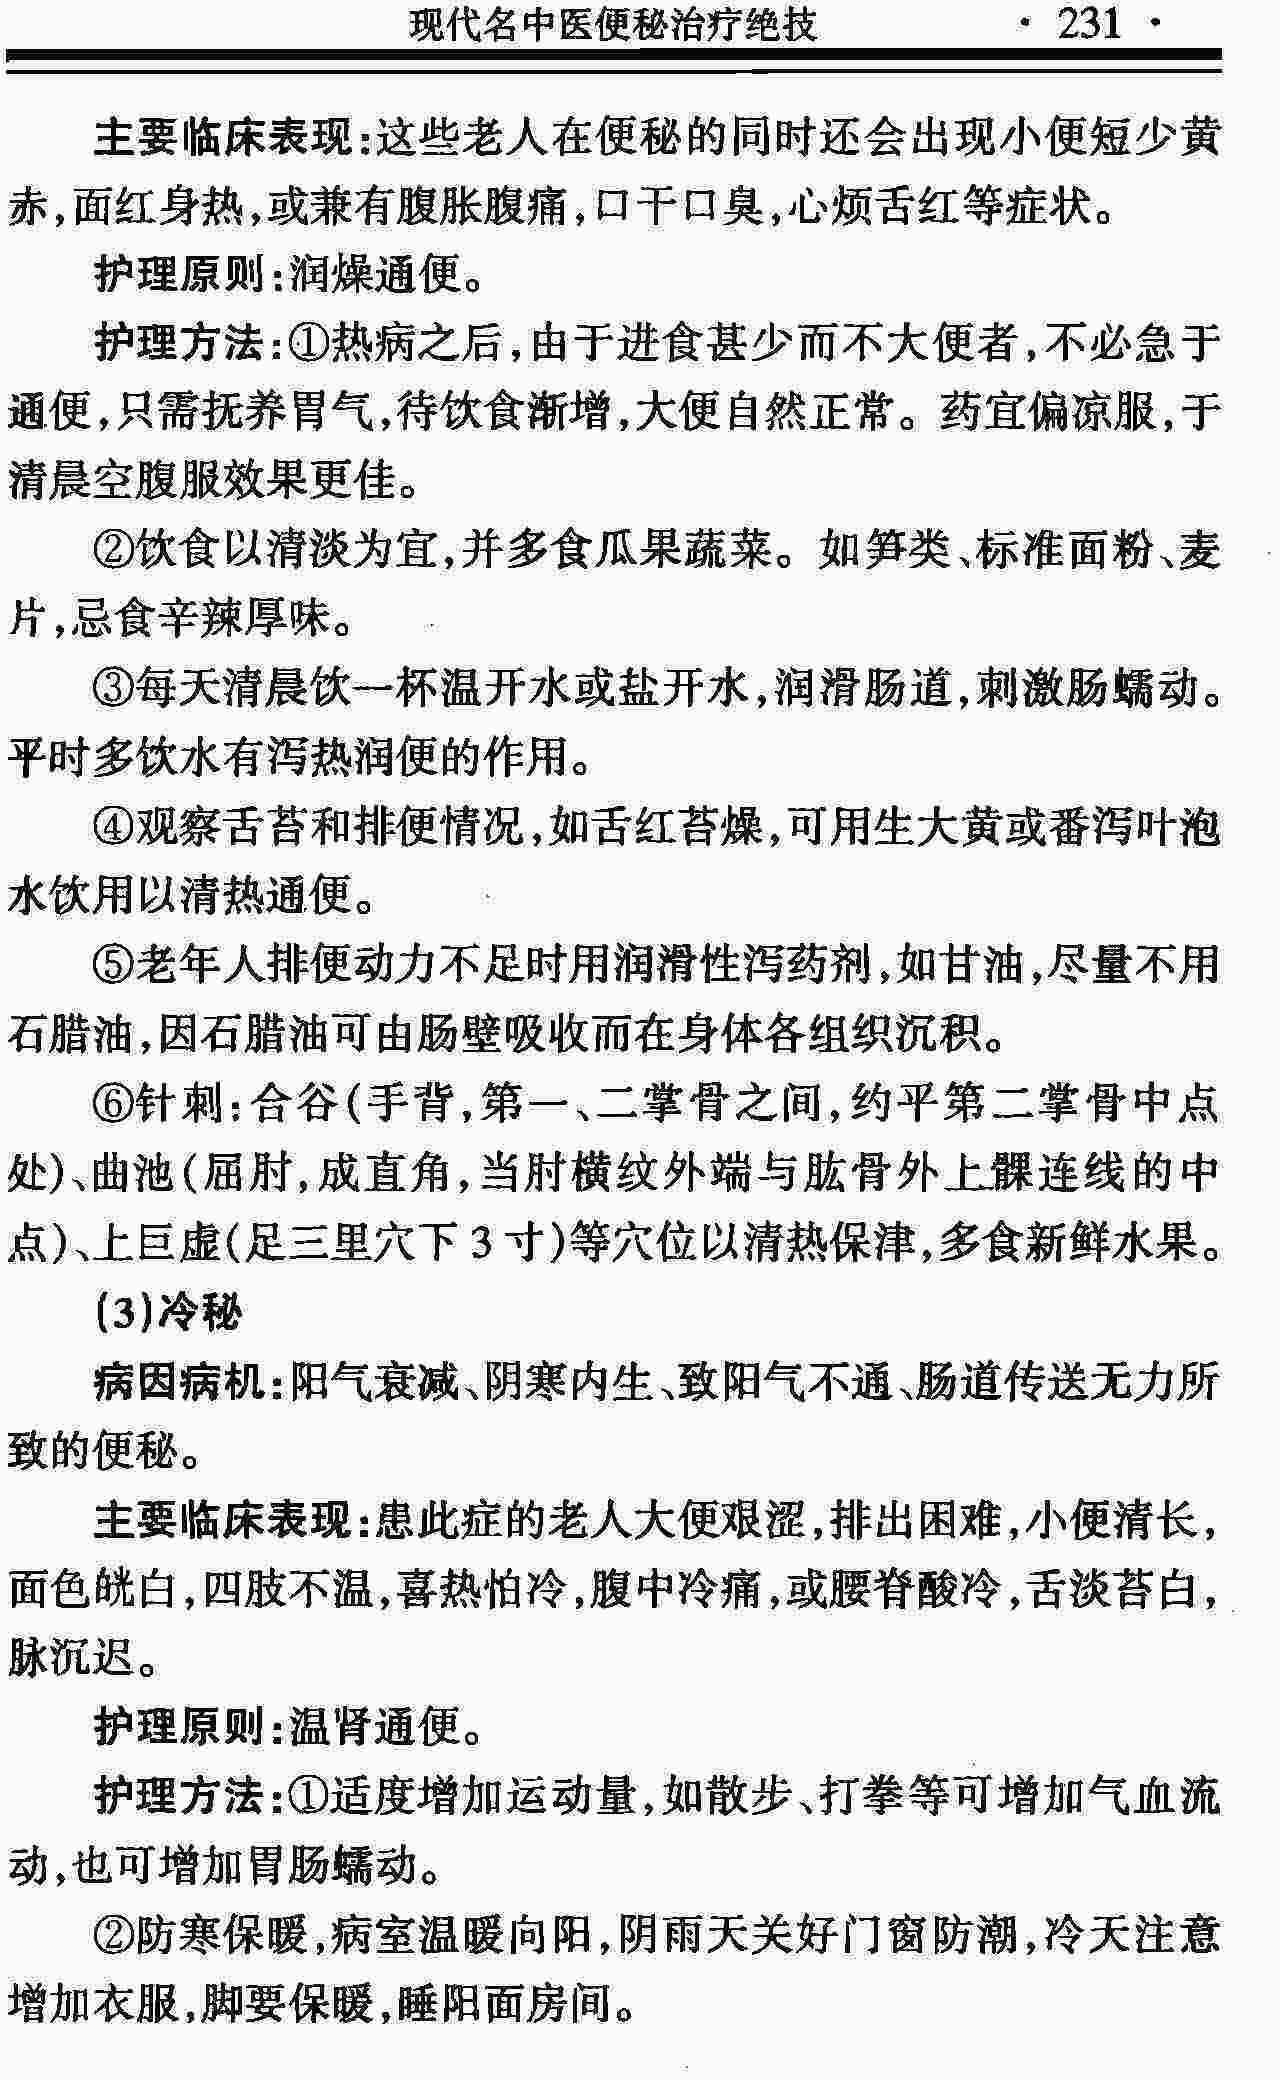 现代名中医便秘治疗绝技 · 231 ·
主要临床表现:这些老人在便秘的同时还会出现小便短少黄
赤,面红身热,或兼有腹胀腹痛,口干口臭,心烦舌红等症状。
护理原则:润燥通便。
护理方法:①热病之后,由于进食甚少而不大便者,不必急于
通便,只需抚养胃气,待饮食渐增,大便自然正常。药宜偏凉服,于
清晨空腹服效果更佳。
②饮食以清淡为宜,并多食瓜果蔬菜。如笋类、标准面粉、麦
片,忌食辛辣厚味。
③每天清晨饮一杯温开水或盐开水,润滑肠道,刺激肠蠕动。
平时多饮水有泻热润便的作用。
④观察舌苔和排便情况,如舌红苔燥,可用生大黄或番泻叶泡
水饮用以清热通便。
⑤老年人排便动力不足时用润滑性泻药剂,如甘油,尽量不用
石腊油,因石腊油可由肠壁吸收而在身体各组织沉积。
⑥针刺:合谷(手背,第一、二掌骨之间,约平第二掌骨中点
处)、曲池(屈肘,成直角,当肘横纹外端与肱骨外上髁连线的中
点)、上巨虚(足三里穴下3寸)等穴位以清热保津,多食新鲜水果。
(3)冷秘
病因病机:阳气衰减、阴寒内生、致阳气不通、肠道传送无力所
致的便秘。
主要临床表现:患此症的老人大便艰涩,排出困难,小便清长,
面色㿠白,四肢不温,喜热怕冷,腹中冷痛,或腰脊酸冷,舌淡苔白,
脉沉迟。
护理原则:温肾通便。
护理方法:①适度增加运动量,如散步、打拳等可增加气血流
动,也可增加胃肠蠕动。
②防寒保暖,病室温暖向阳,阴雨天关好门窗防潮,冷天注意
增加衣服,脚要保暖,睡阳面房间。